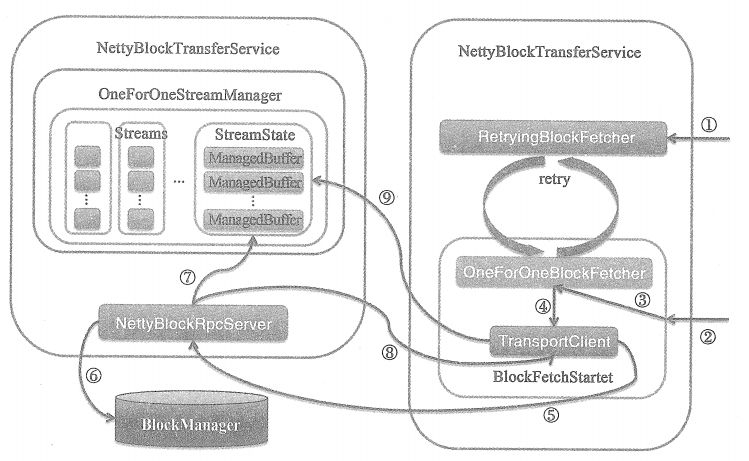 NettyBlockTransferService
OneForOneStreamManager
Streams
StreamState
ManagedBuffer
ManagedBuffer
...
ManagedBuffer
⑦
NettyBlockRpcServer
⑥
BlockManager
NettyBlockTransferService
①
RetryingBlockFetcher
retry
⑨
OneForOneBlockFetcher
④
③
②
TransportClient
⑧
BlockFetchStartet
⑤